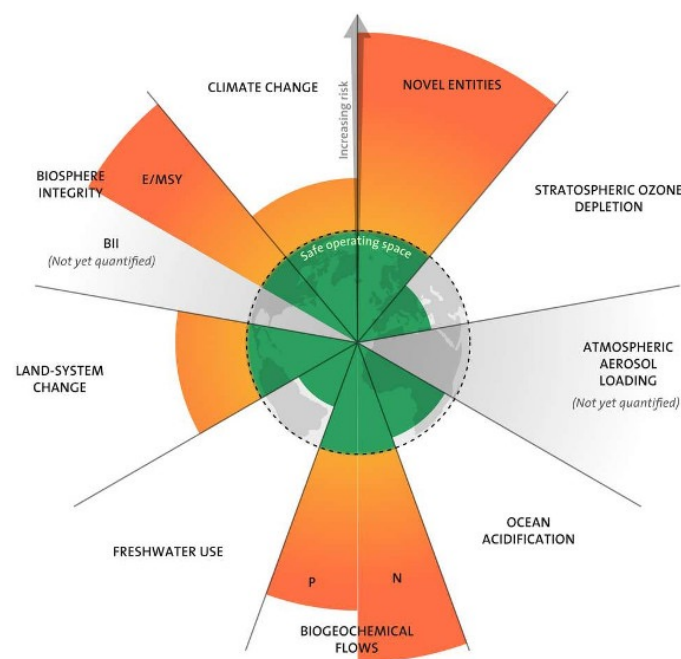 CLIMATE CHANGE
Increasing risk
NOVEL ENTITIES
STRATOSPHERIC OZONE
DEPLETION
BIOSPHERE
INTEGRITY
E/MSY
BII
(Not yet quantified)
Safe operating space
ATMOSPHERIC
AEROSOL
LOADING
(Not yet quantified)
LAND-SYSTEM
CHANGE
OCEAN
ACIDIFICATION
FRESHWATER USE
P
N
BIOGEOCHEMICAL
FLOWS